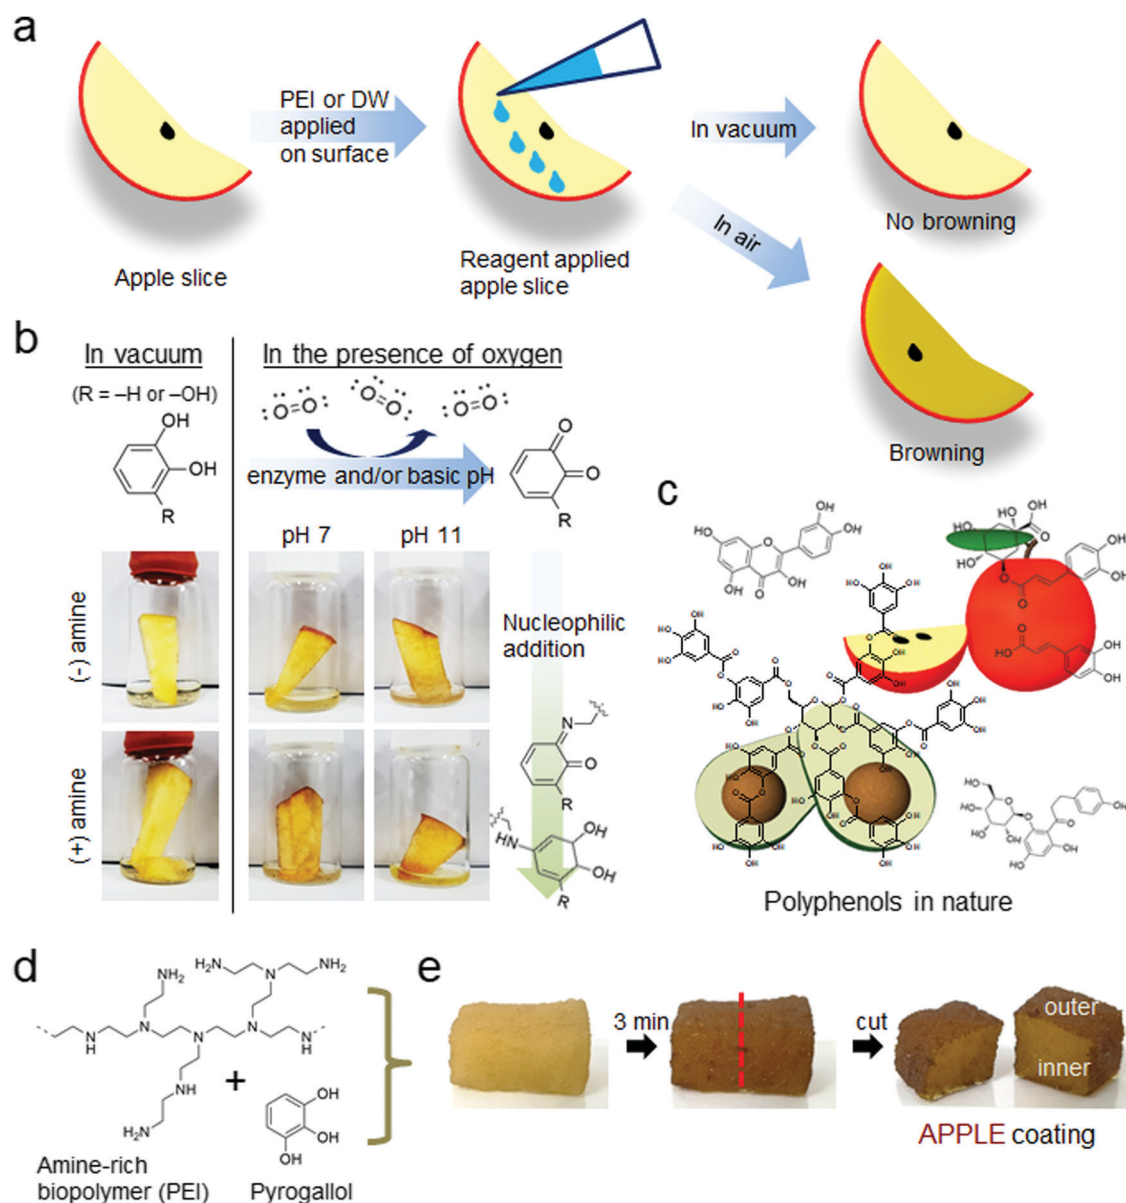 a
PEI or DW
applied
on surface
In vacuum
In air
No browning
Apple slice
Reagent applied
apple slice
Browning
b
In vacuum
(R = –H or –OH)
OH
OH
R
In the presence of oxygen
O=O
O=O
O=O
enzyme and/or basic pH
O
O
R
pH 7
pH 11
(-) amine
(+) amine
Nucleophilic
addition
N
O
R
HN
OH
OH
R
c
Polyphenols in nature
d
NH₂
H₂N
NH₂
N
N
N
N
N
H
N
H
NH
H₂N
+
OH
OH
OH
Amine-rich
biopolymer (PEI)
Pyrogallol
e
3 min
cut
outer
inner
APPLE coating